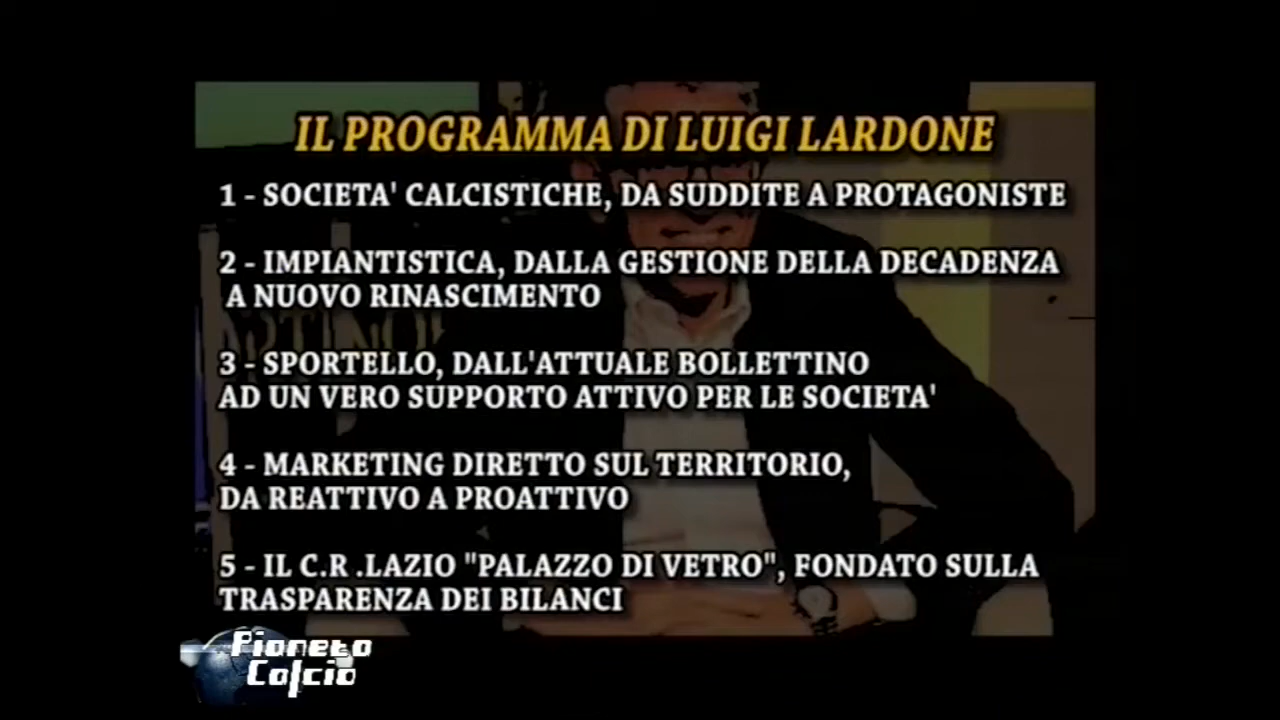 IL PROGRAMMA DI LUIGI LARDONE
1 - SOCIETA' CALCISTICHE, DA SUDDITE A PROTAGONISTE
2 - IMPIANTISTICA, DALLA GESTIONE DELLA DECADENZA
A NUOVO RINASCIMENTO
3 - SPORTELLO, DALL'ATTUALE BOLLETTINO
AD UN VERO SUPPORTO ATTIVO PER LE SOCIETA'
4 - MARKETING DIRETTO SUL TERRITORIO,
DA REATTIVO A PROATTIVO
5 - IL C.R .LAZIO "PALAZZO DI VETRO", FONDATO SULLA
TRASPARENZA DEI BILANCI
Pianeta
Calcio